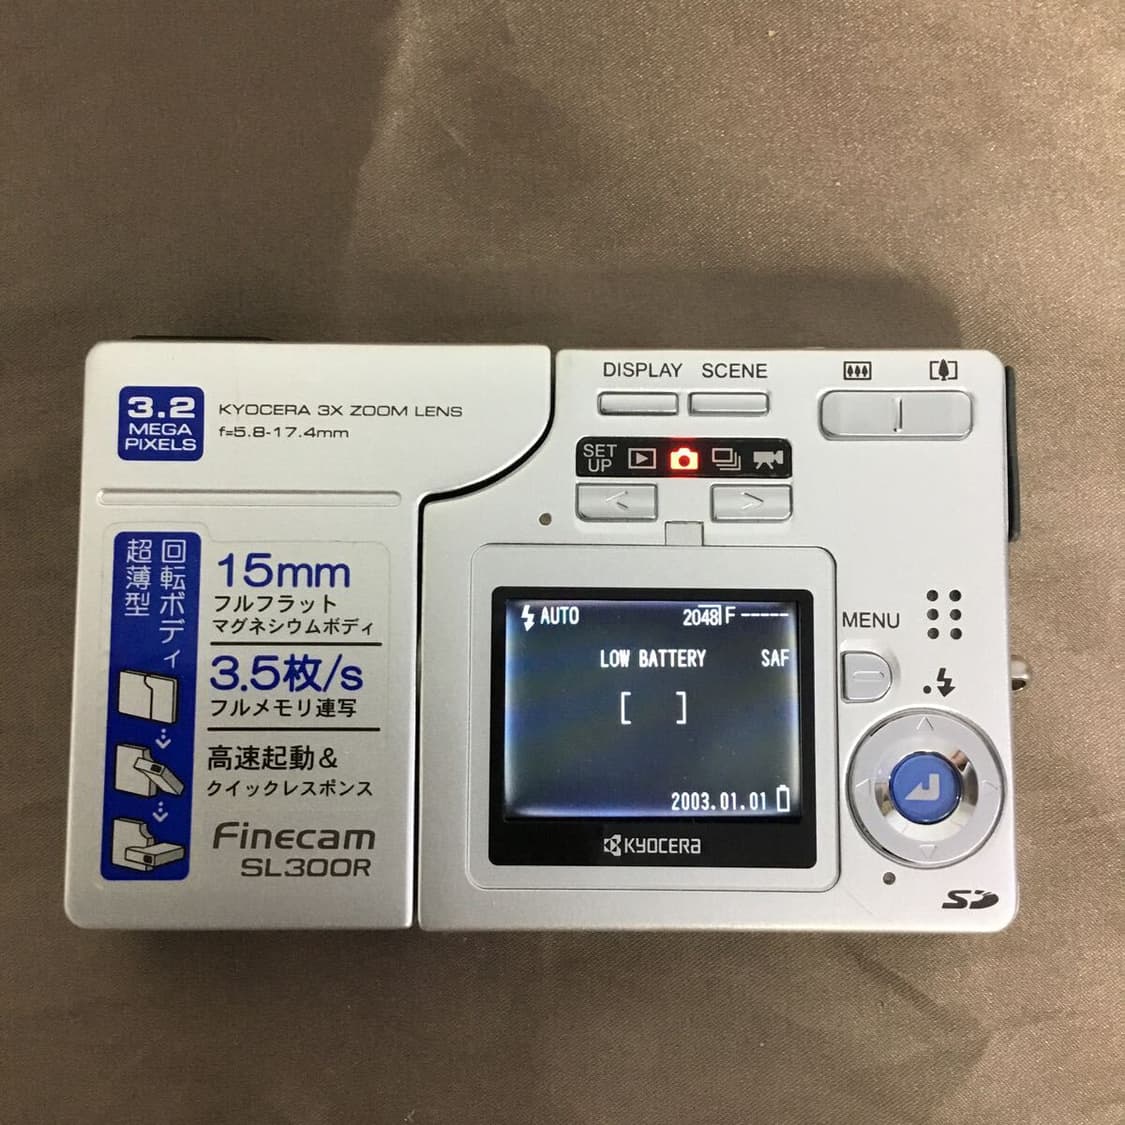 3.2
MEGA
PIXELS
KYOCERA 3X ZOOM LENS
f=5.8-17.4mm
回転ボディ
超薄型
15mm
フルフラット
マグネシウムボディ
3.5枚/s
フルメモリ連写
高速起動&
クイックレスポンス
Finecam
SL300R
DISPLAY SCENE
SET
UP
AUTO 2048 F -----
LOW BATTERY SAF
[ ]
2003.01.01
KYOCERA
MENU
SD